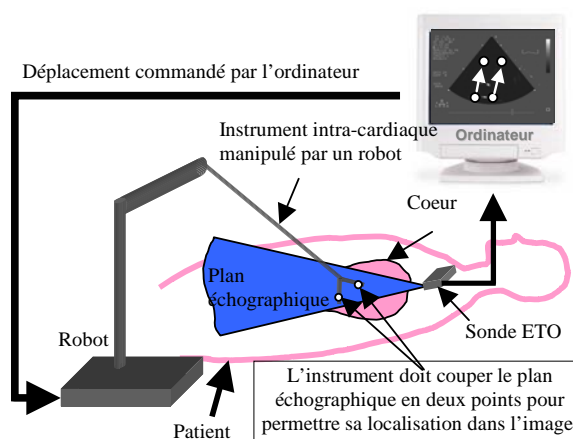 Déplacement commandé par l'ordinateur
Ordinateur
Instrument intra-cardiaque
manipulé par un robot
Coeur
Plan
échographique
Robot
Sonde ETO
L'instrument doit couper le plan
échographique en deux points pour
permettre sa localisation dans l'image
Patient